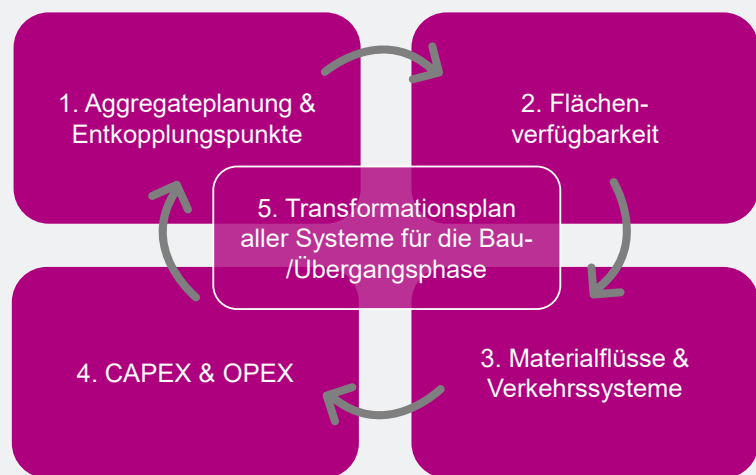 1. Aggregateplanung &
Entkopplungspunkte
2. Flächen-
verfügbarkeit
5. Transformationsplan
aller Systeme für die Bau-
/Übergangsphase
3. Materialflüsse &
Verkehrssysteme
4. CAPEX & OPEX